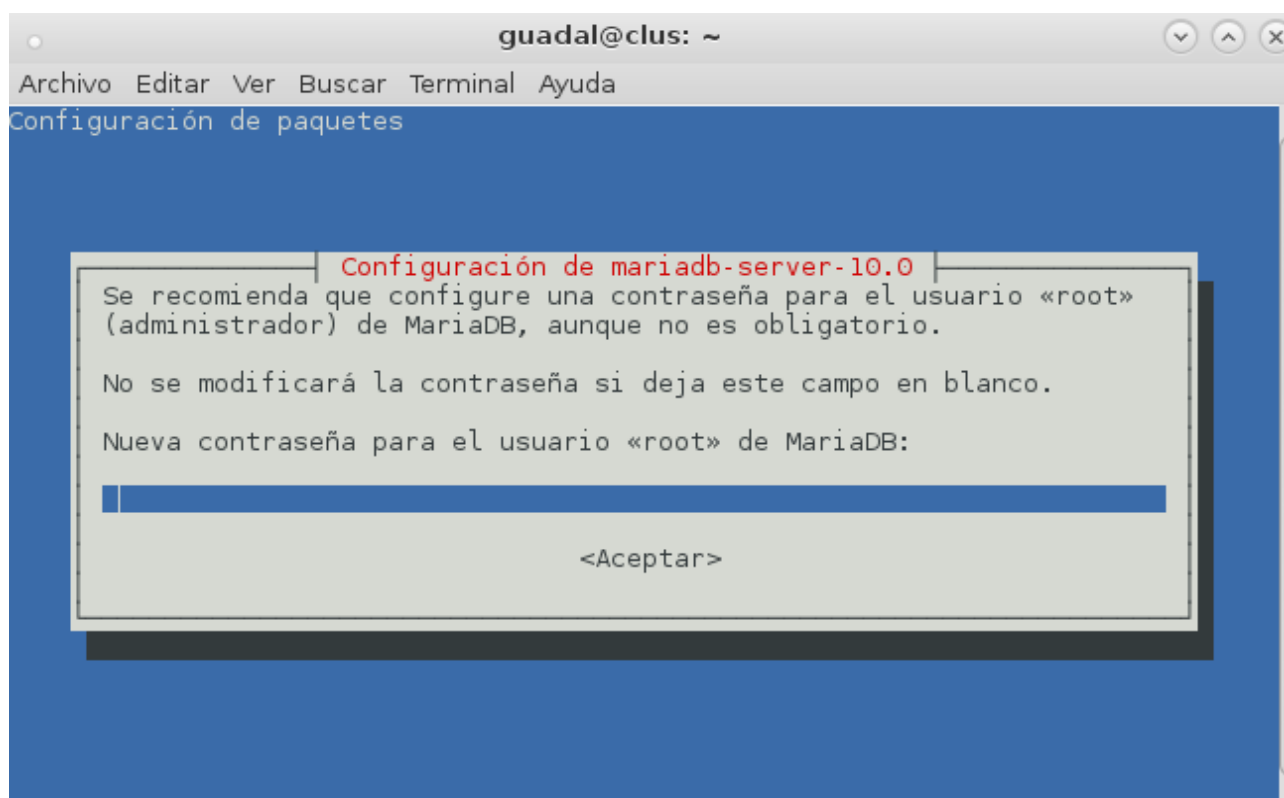 guadal@clus: ~
Archivo Editar Ver Buscar Terminal Ayuda
Configuración de paquetes
Configuración de mariadb-server-10.0
Se recomienda que configure una contraseña para el usuario «root»
(administrador) de MariaDB, aunque no es obligatorio.
No se modificará la contraseña si deja este campo en blanco.
Nueva contraseña para el usuario «root» de MariaDB:
<Aceptar>